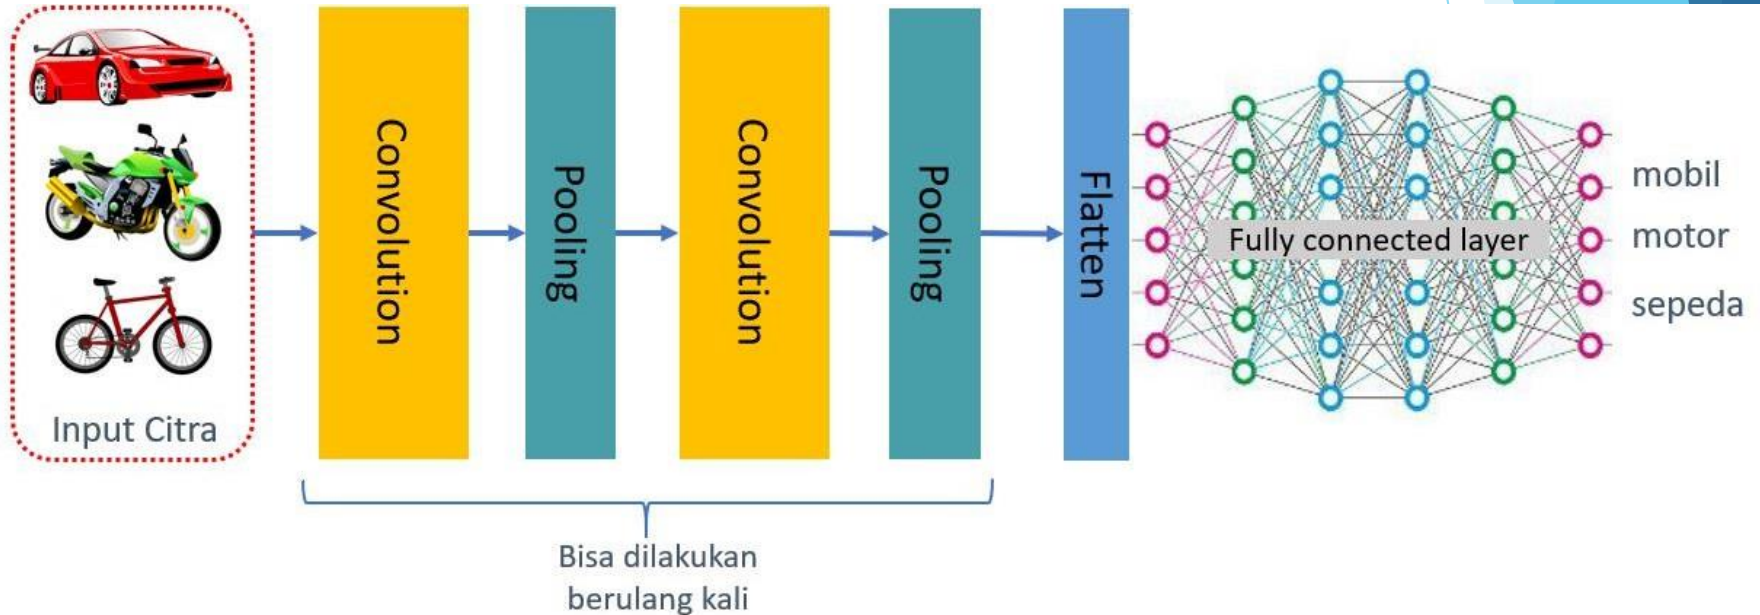 Input Citra
Convolution
Pooling
Convolution
Pooling
Flatten
Fully connected layer
mobil
motor
sepeda
Bisa dilakukan
berulang kali